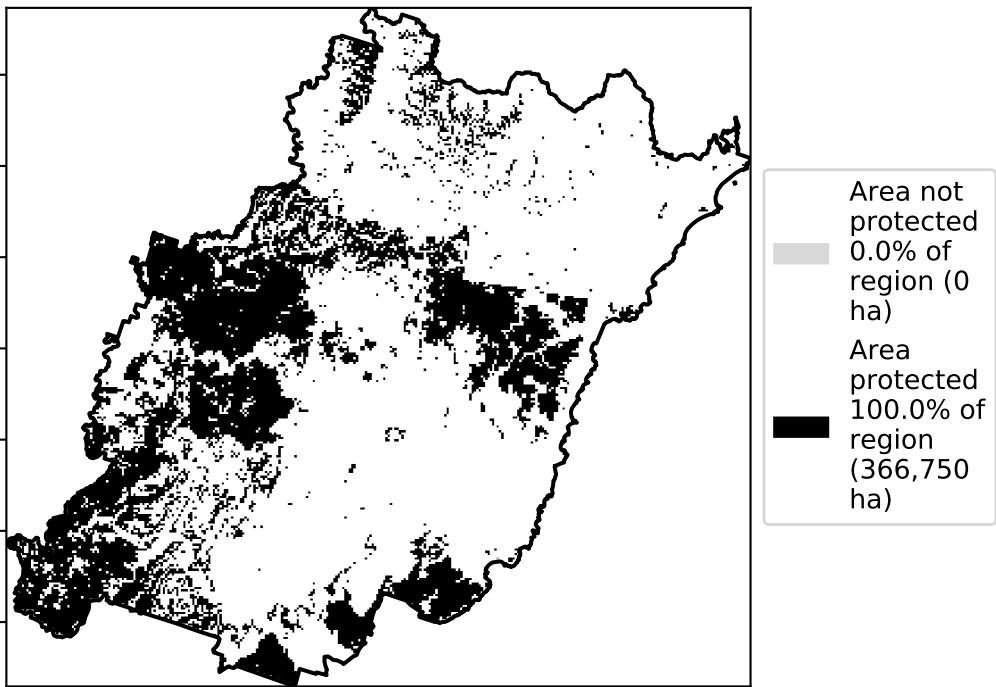 Area not
protected
0.0% of
region (0
ha)
Area
protected
100.0% of
region
(366,750
ha)